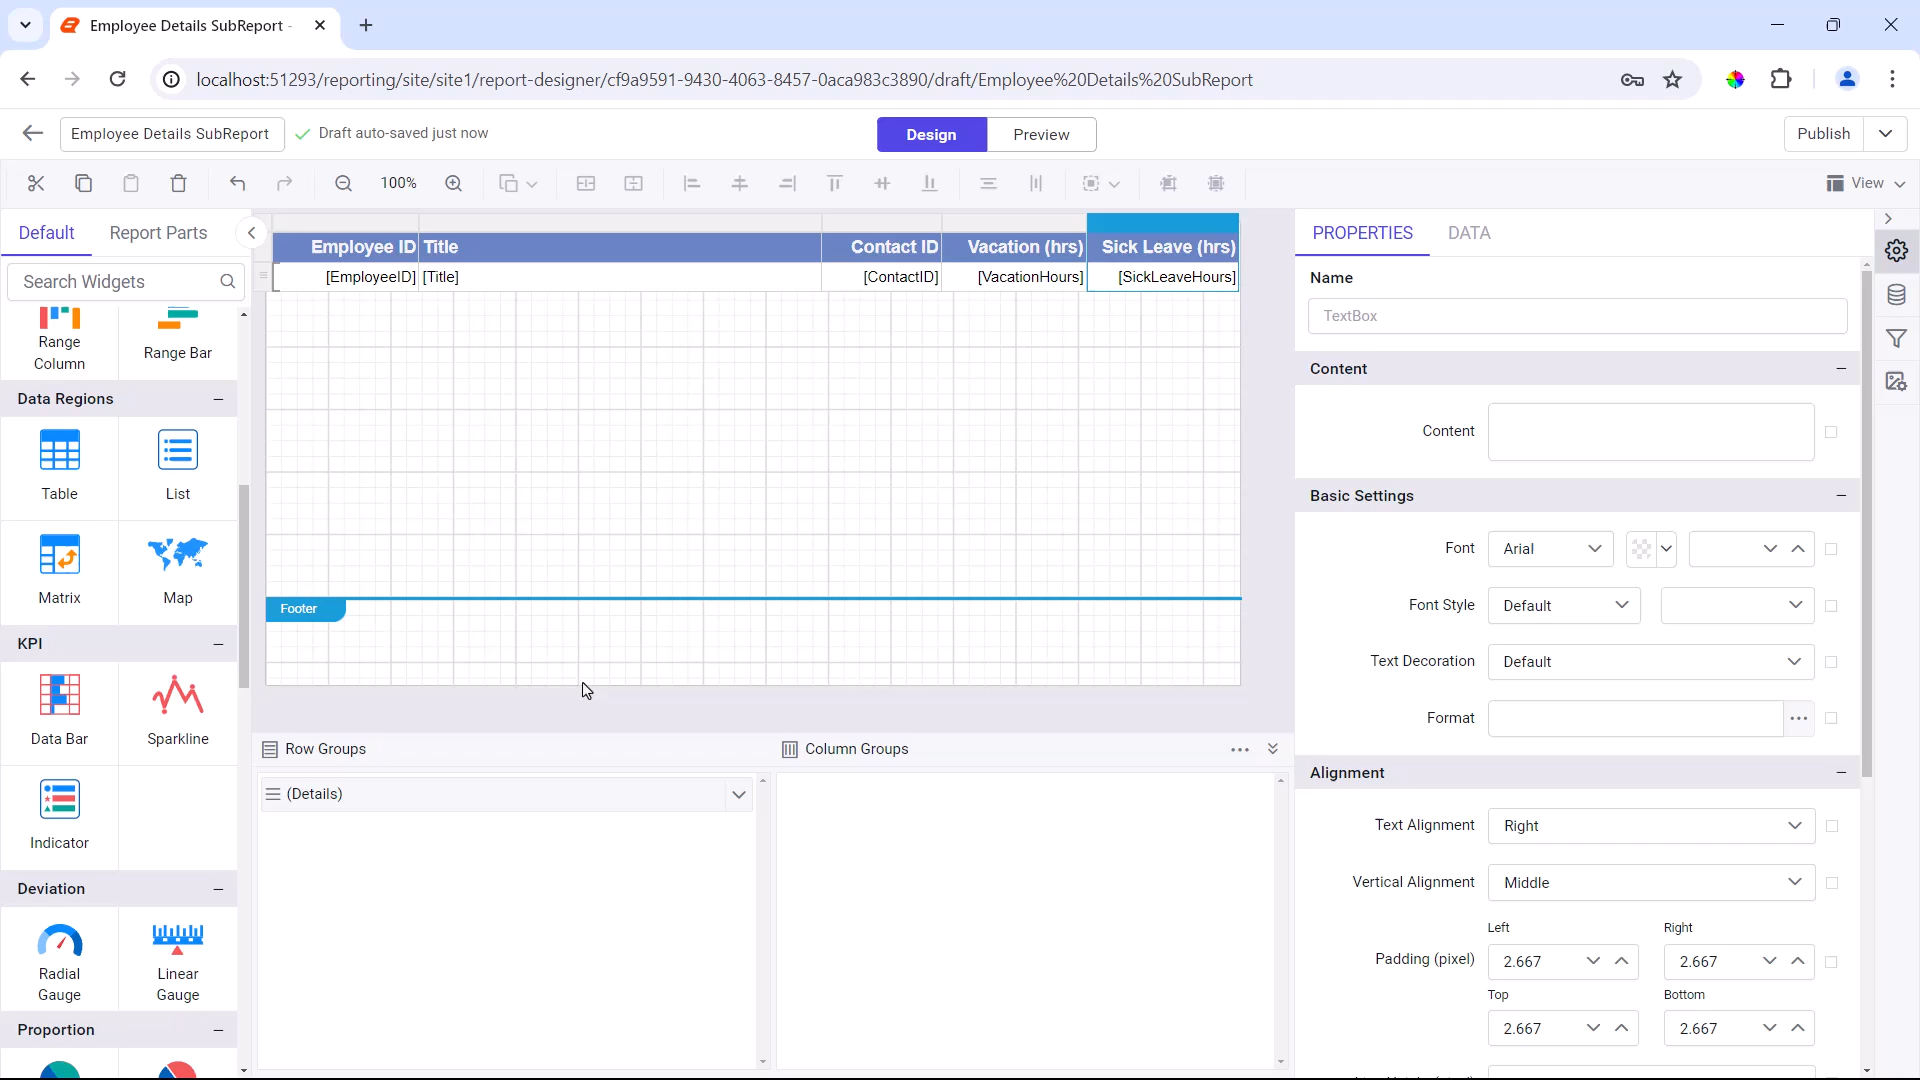 Employee Details SubReport -
localhost:51293/reporting/site/site1/report-designer/cf9a9591-9430-4063-8457-0aca983c3890/draft/Employee%20Details%20SubReport
Employee Details SubReport
Draft auto-saved just now
Design
Preview
Publish
100%
View
Default
Report Parts
Search Widgets
Range
Column
Range Bar
Data Regions
Table
List
Matrix
Map
KPI
Data Bar
Sparkline
Indicator
Deviation
Radial
Gauge
Linear
Gauge
Proportion
Employee ID Title Contact ID Vacation (hrs) Sick Leave (hrs)
[EmployeeID] [Title] [ContactID] [VacationHours] [SickLeaveHours]
Footer
Row Groups
Column Groups
(Details)
PROPERTIES
DATA
Name
TextBox
Content
Content
Basic Settings
Font
Arial
Font Style
Default
Text Decoration
Default
Format
Alignment
Text Alignment
Right
Vertical Alignment
Middle
Left
Right
Padding (pixel)
2.667
2.667
Top
Bottom
2.667
2.667